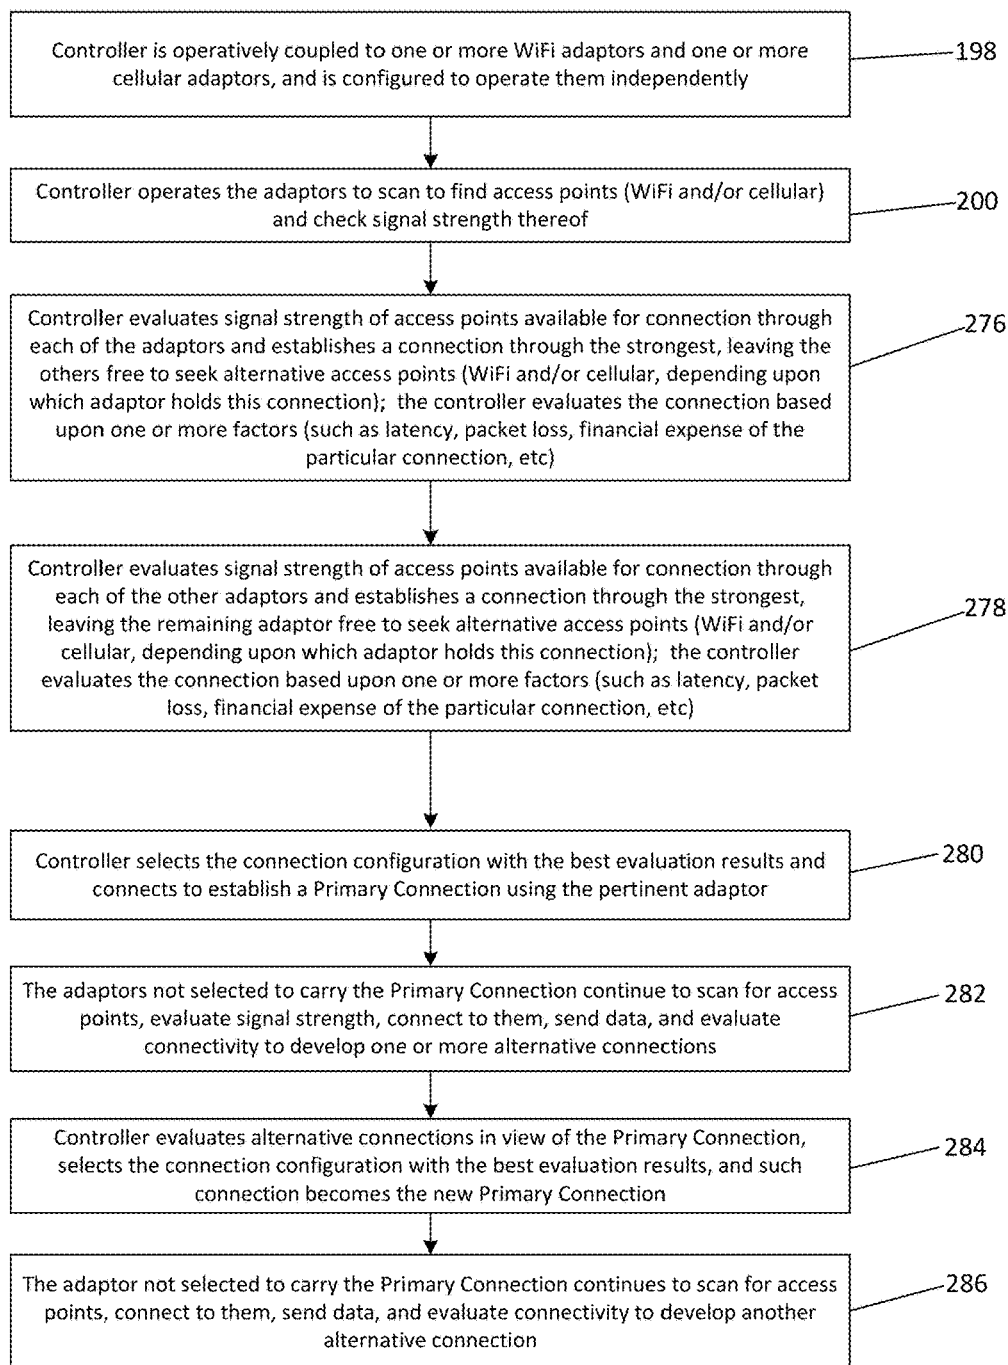 Controller is operatively coupled to one or more WiFi adaptors and one or more
cellular adaptors, and is configured to operate them independently
198
Controller operates the adaptors to scan to find access points (WiFi and/or cellular)
and check signal strength thereof
200
Controller evaluates signal strength of access points available for connection through
each of the adaptors and establishes a connection through the strongest, leaving the
others free to seek alternative access points (WiFi and/or cellular, depending upon
which adaptor holds this connection); the controller evaluates the connection based
upon one or more factors (such as latency, packet loss, financial expense of the
particular connection, etc)
276
Controller evaluates signal strength of access points available for connection through
each of the other adaptors and establishes a connection through the strongest,
leaving the remaining adaptor free to seek alternative access points (WiFi and/or
cellular, depending upon which adaptor holds this connection); the controller
evaluates the connection based upon one or more factors (such as latency, packet
loss, financial expense of the particular connection, etc)
278
Controller selects the connection configuration with the best evaluation results and
connects to establish a Primary Connection using the pertinent adaptor
280
The adaptors not selected to carry the Primary Connection continue to scan for access
points, evaluate signal strength, connect to them, send data, and evaluate
connectivity to develop one or more alternative connections
282
Controller evaluates alternative connections in view of the Primary Connection,
selects the connection configuration with the best evaluation results, and such
connection becomes the new Primary Connection
284
The adaptor not selected to carry the Primary Connection continues to scan for access
points, connect to them, send data, and evaluate connectivity to develop another
alternative connection
286